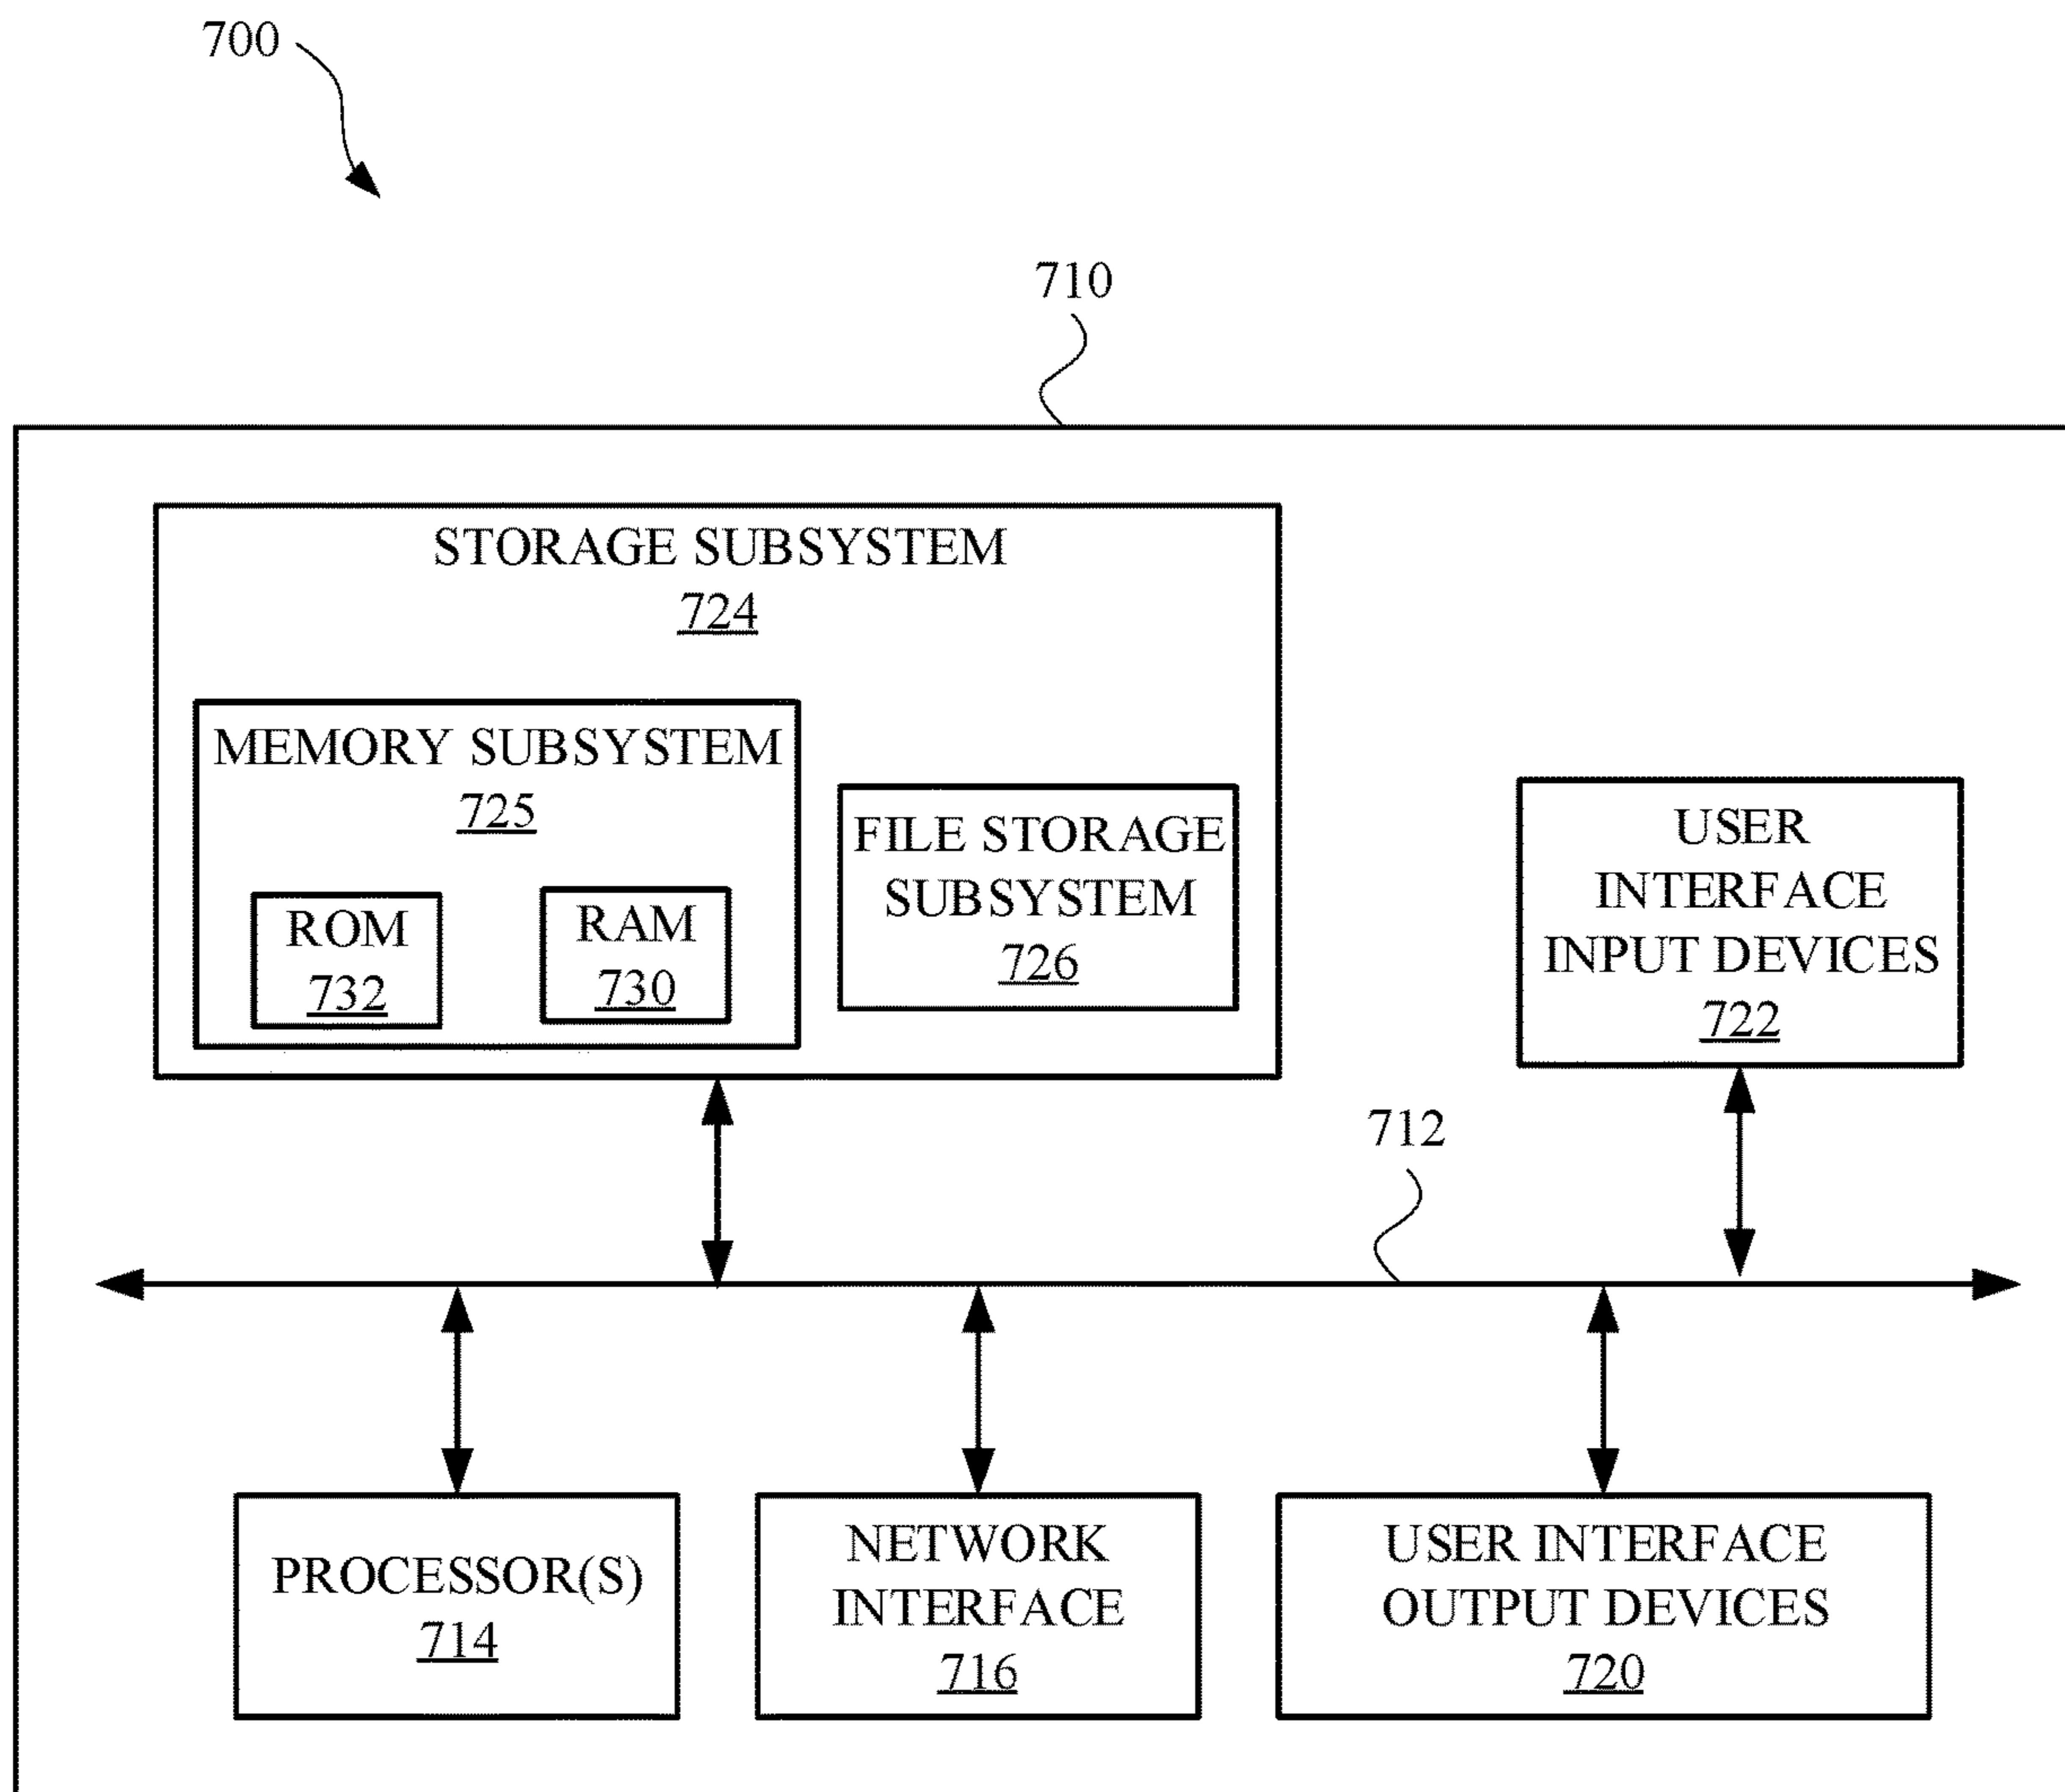 700
710
STORAGE SUBSYSTEM
724
MEMORY SUBSYSTEM
725
ROM
732
RAM
730
FILE STORAGE
SUBSYSTEM
726
USER
INTERFACE
INPUT DEVICES
722
712
PROCESSOR(S)
714
NETWORK
INTERFACE
716
USER INTERFACE
OUTPUT DEVICES
720